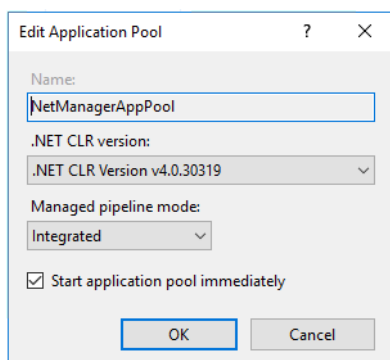 Edit Application Pool
Name:
NetManagerAppPool
.NET CLR version:
.NET CLR Version v4.0.30319
Managed pipeline mode:
Integrated
Start application pool immediately
OK Cancel